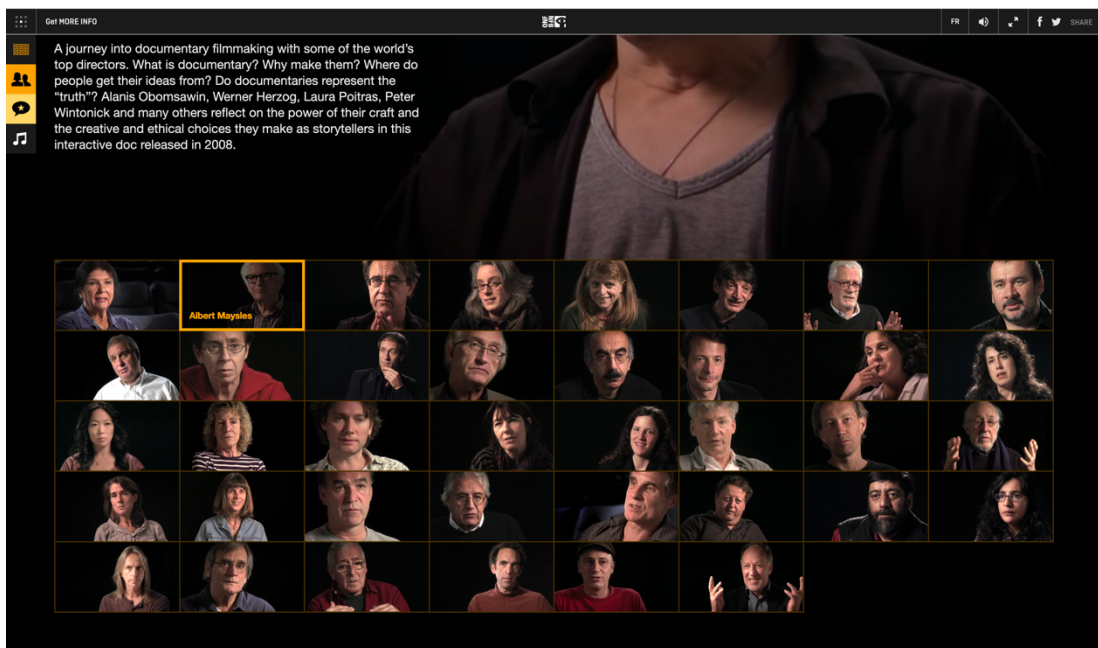 Get MORE INFO
ONF
NFB
FR
SHARE
A journey into documentary filmmaking with some of the world's
top directors. What is documentary? Why make them? Where do
people get their ideas from? Do documentaries represent the
“truth”? Alanis Obomsawin, Werner Herzog, Laura Poitras, Peter
Wintonick and many others reflect on the power of their craft and
the creative and ethical choices they make as storytellers in this
interactive doc released in 2008.
Albert Maysles